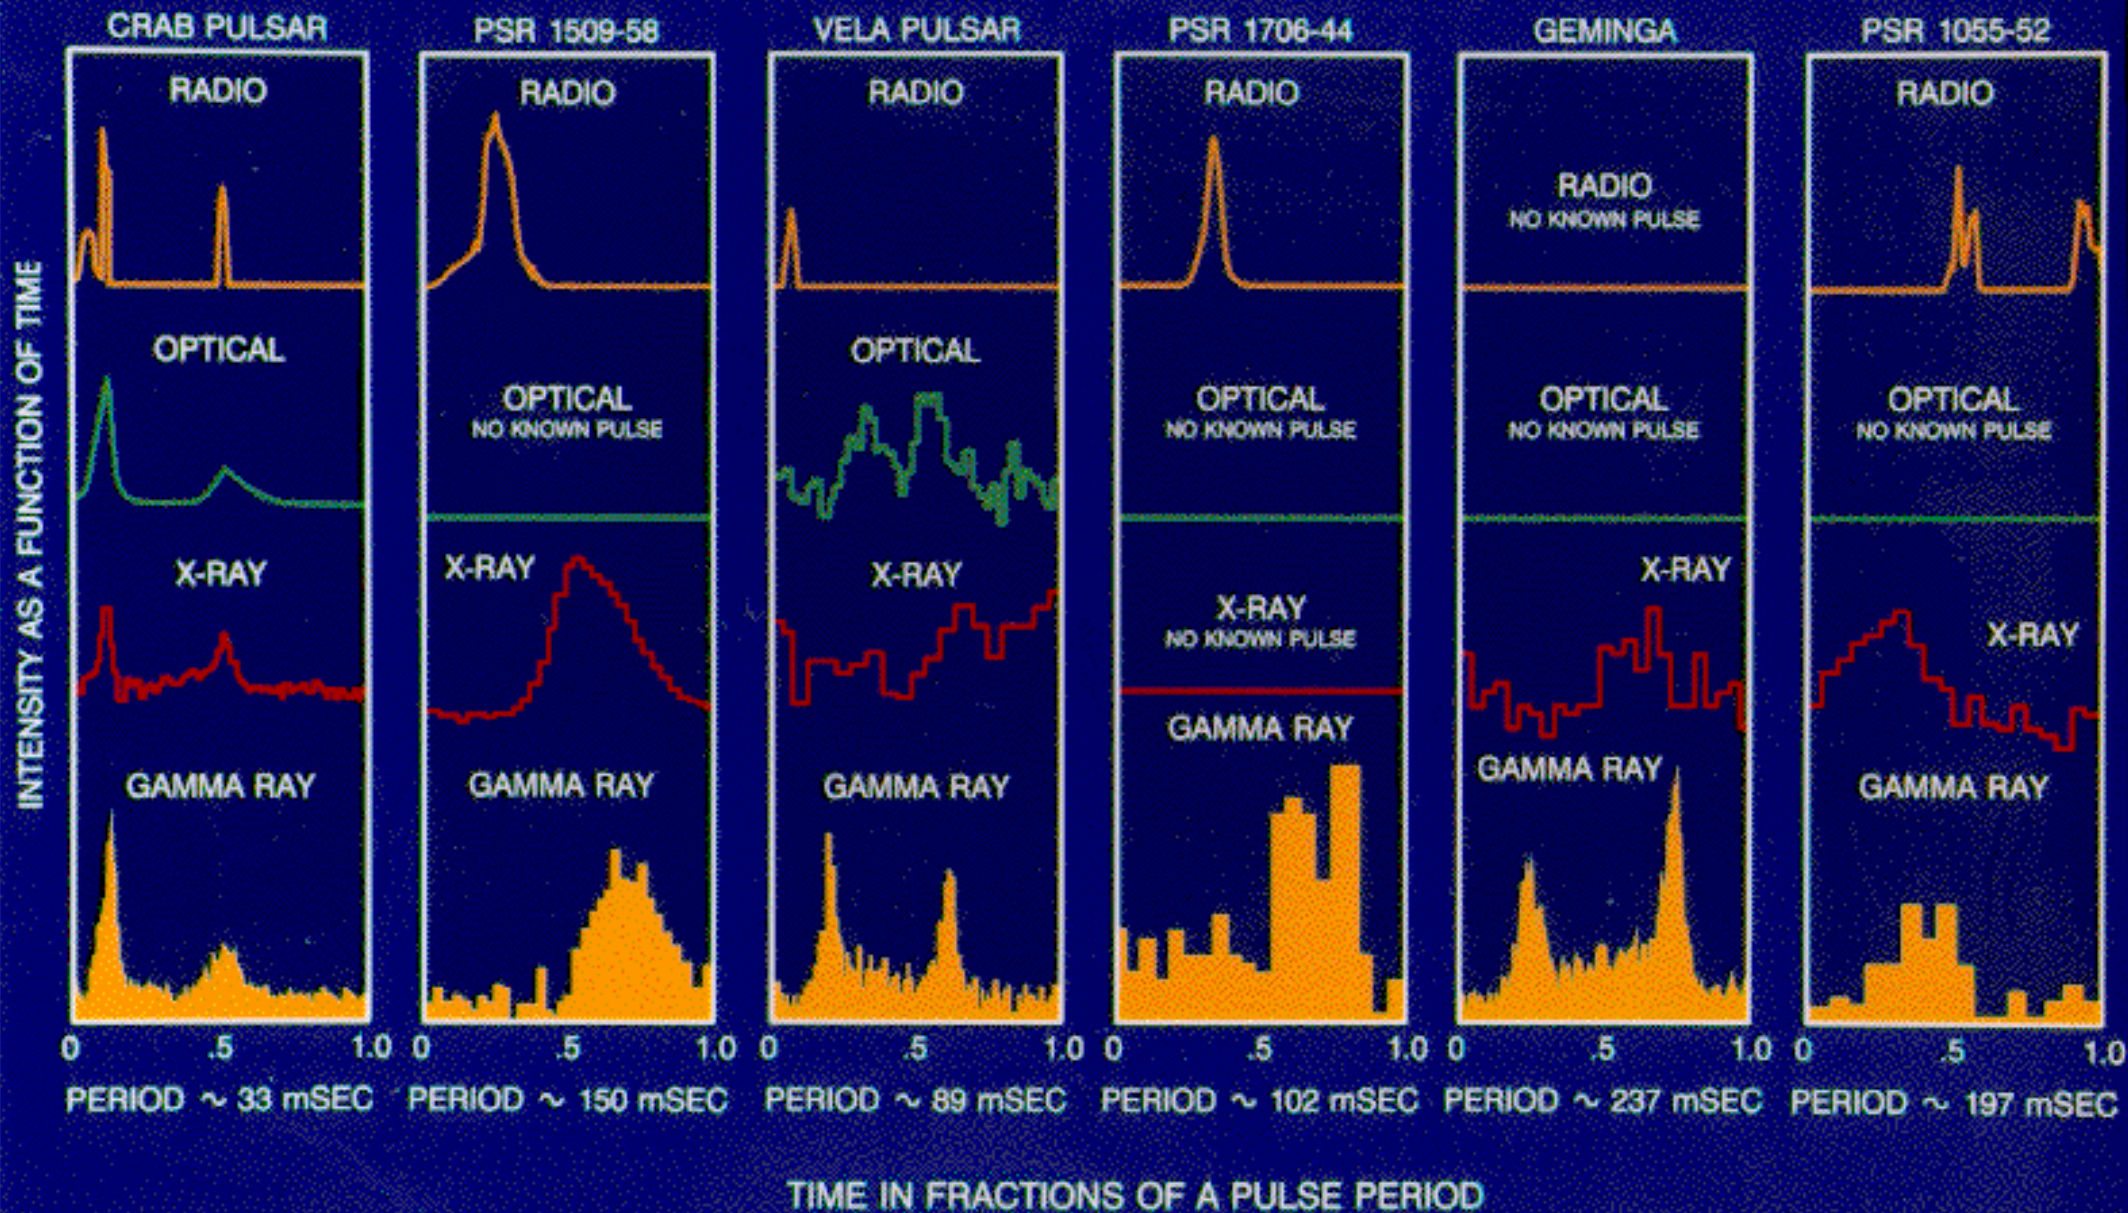 CRAB PULSAR
PSR 1509-58
VELA PULSAR
PSR 1706-44
GEMINGA
PSR 1055-52
INTENSITY AS A FUNCTION OF TIME
RADIO
OPTICAL
X-RAY
GAMMA RAY
0 .5 1.0
PERIOD ~ 33 mSEC
RADIO
OPTICAL
NO KNOWN PULSE
X-RAY
GAMMA RAY
0 .5 1.0
PERIOD ~ 150 mSEC
RADIO
OPTICAL
X-RAY
GAMMA RAY
0 .5 1.0
PERIOD ~ 89 mSEC
RADIO
OPTICAL
NO KNOWN PULSE
X-RAY
NO KNOWN PULSE
GAMMA RAY
0 .5 1.0
PERIOD ~ 102 mSEC
RADIO
NO KNOWN PULSE
OPTICAL
NO KNOWN PULSE
X-RAY
GAMMA RAY
0 .5 1.0
PERIOD ~ 237 mSEC
RADIO
OPTICAL
NO KNOWN PULSE
X-RAY
GAMMA RAY
0 .5 1.0
PERIOD ~ 197 mSEC
TIME IN FRACTIONS OF A PULSE PERIOD